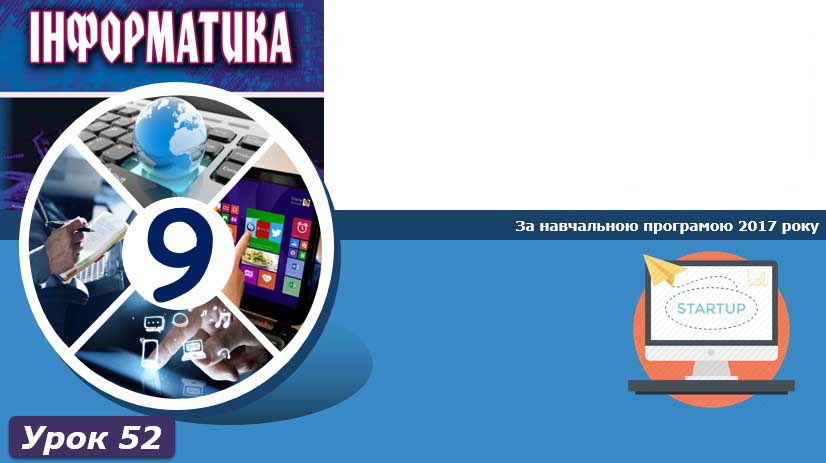 ІНФОРМАТИКА
9
За навчальною програмою 2017 року
STARTUP
Урок 52